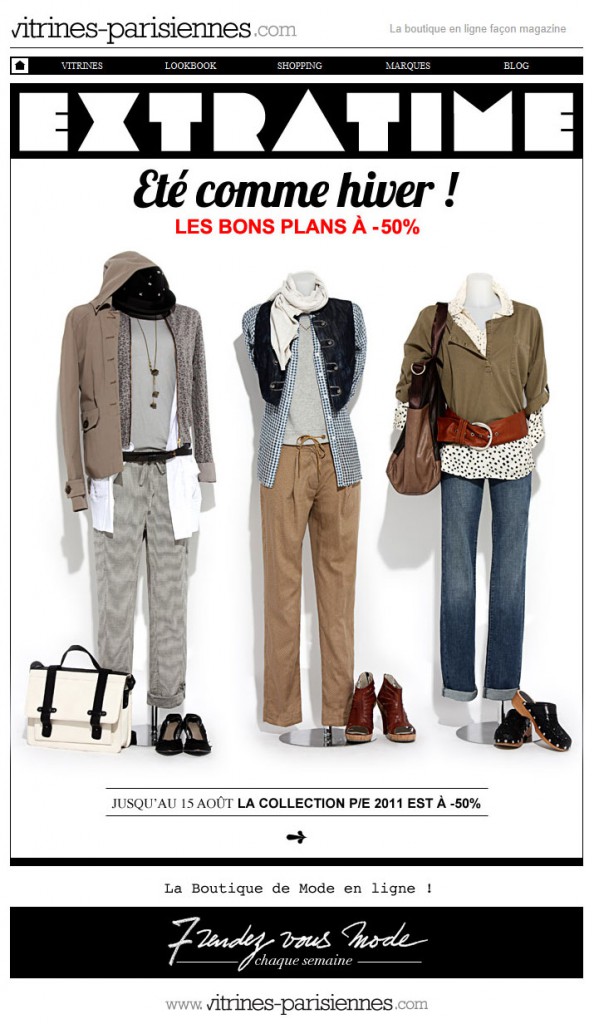 vitrines-parisiennes.com
La boutique en ligne façon magazine
VITRINES LOOKBOOK SHOPPING MARQUES BLOG
EXTRATIME
Eté comme hiver !
LES BONS PLANS À -50%
JUSQU'AU 15 AOÛT LA COLLECTION P/E 2011 EST À -50%
La Boutique de Mode en ligne !
7 rendez vous Mode
chaque semaine
www.vitrines-parisiennes.com